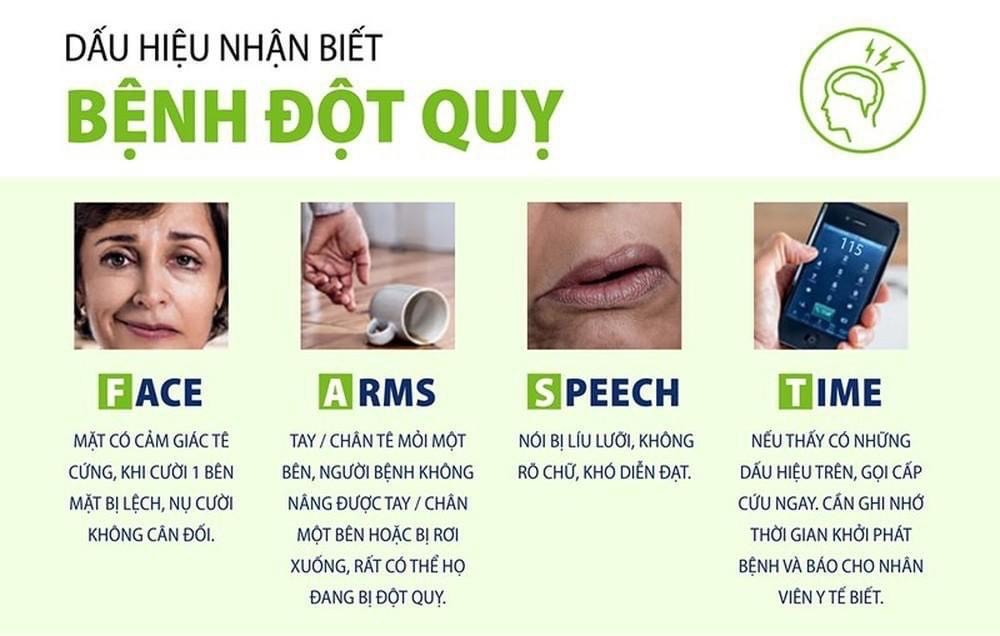 DẤU HIỆU NHẬN BIẾT
BỆNH ĐỘT QUỴ
115
FACE
MẶT CÓ CẢM GIÁC TÊ
CỨNG, KHI CƯỜI 1 BÊN
MẶT BỊ LỆCH, NỤ CƯỜI
KHÔNG CÂN ĐỐI.
ARMS
TAY / CHÂN TÊ MỎI MỘT
BÊN, NGƯỜI BỆNH KHÔNG
NÂNG ĐƯỢC TAY / CHÂN
MỘT BÊN HOẶC BỊ RƠI
XUỐNG, RẤT CÓ THỂ HỌ
ĐANG BỊ ĐỘT QUỴ.
SPEECH
NÓI BỊ LÍU LƯỠI, KHÔNG
RÕ CHỮ, KHÓ DIỄN ĐẠT.
TIME
NẾU THẤY CÓ NHỮNG
DẤU HIỆU TRÊN, GỌI CẤP
CỨU NGAY. CẦN GHI NHỚ
THỜI GIAN KHỞI PHÁT
BỆNH VÀ BÁO CHO NHÂN
VIÊN Y TẾ BIẾT.